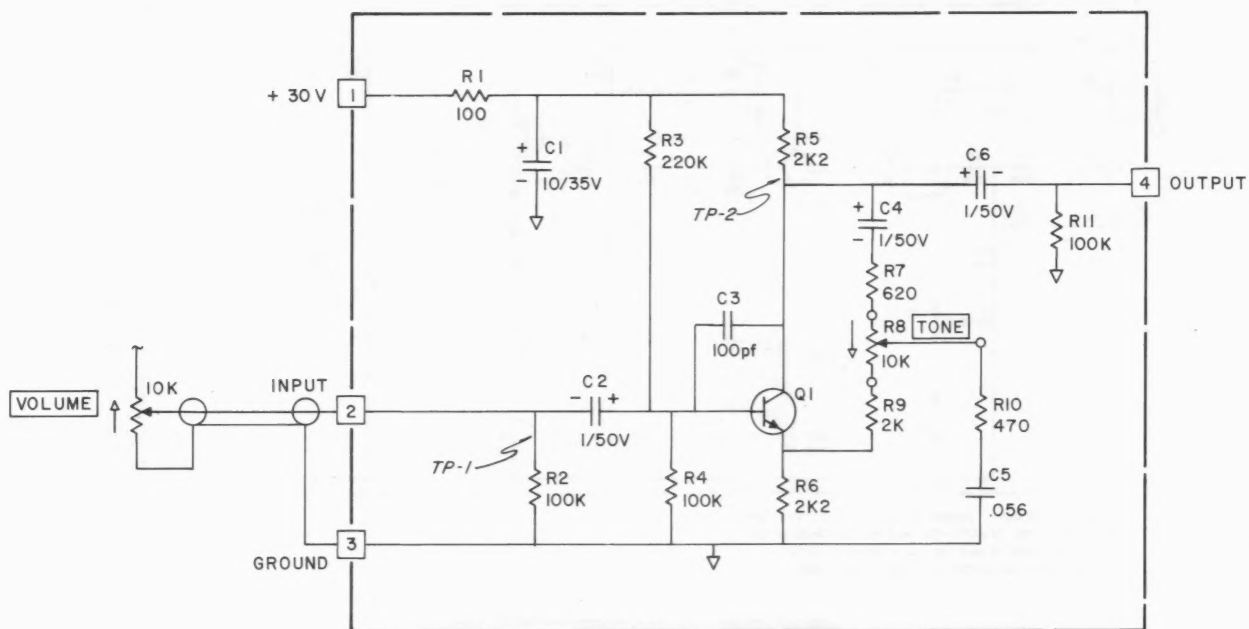 + 30 V
1
R1
100
+
C1
-
10/35V
R3
220K
R5
2K2
TP-2
+
C4
-
1/50V
C6
+
-
1/50V
4
OUTPUT
R11
100K
R7
620
C3
100pf
R8
TONE
10K
VOLUME
10K
INPUT
2
C2
-
+
1/50V
Q1
R9
2K
R10
470
TP-1
R2
100K
R4
100K
R6
2K2
C5
.056
3
GROUND